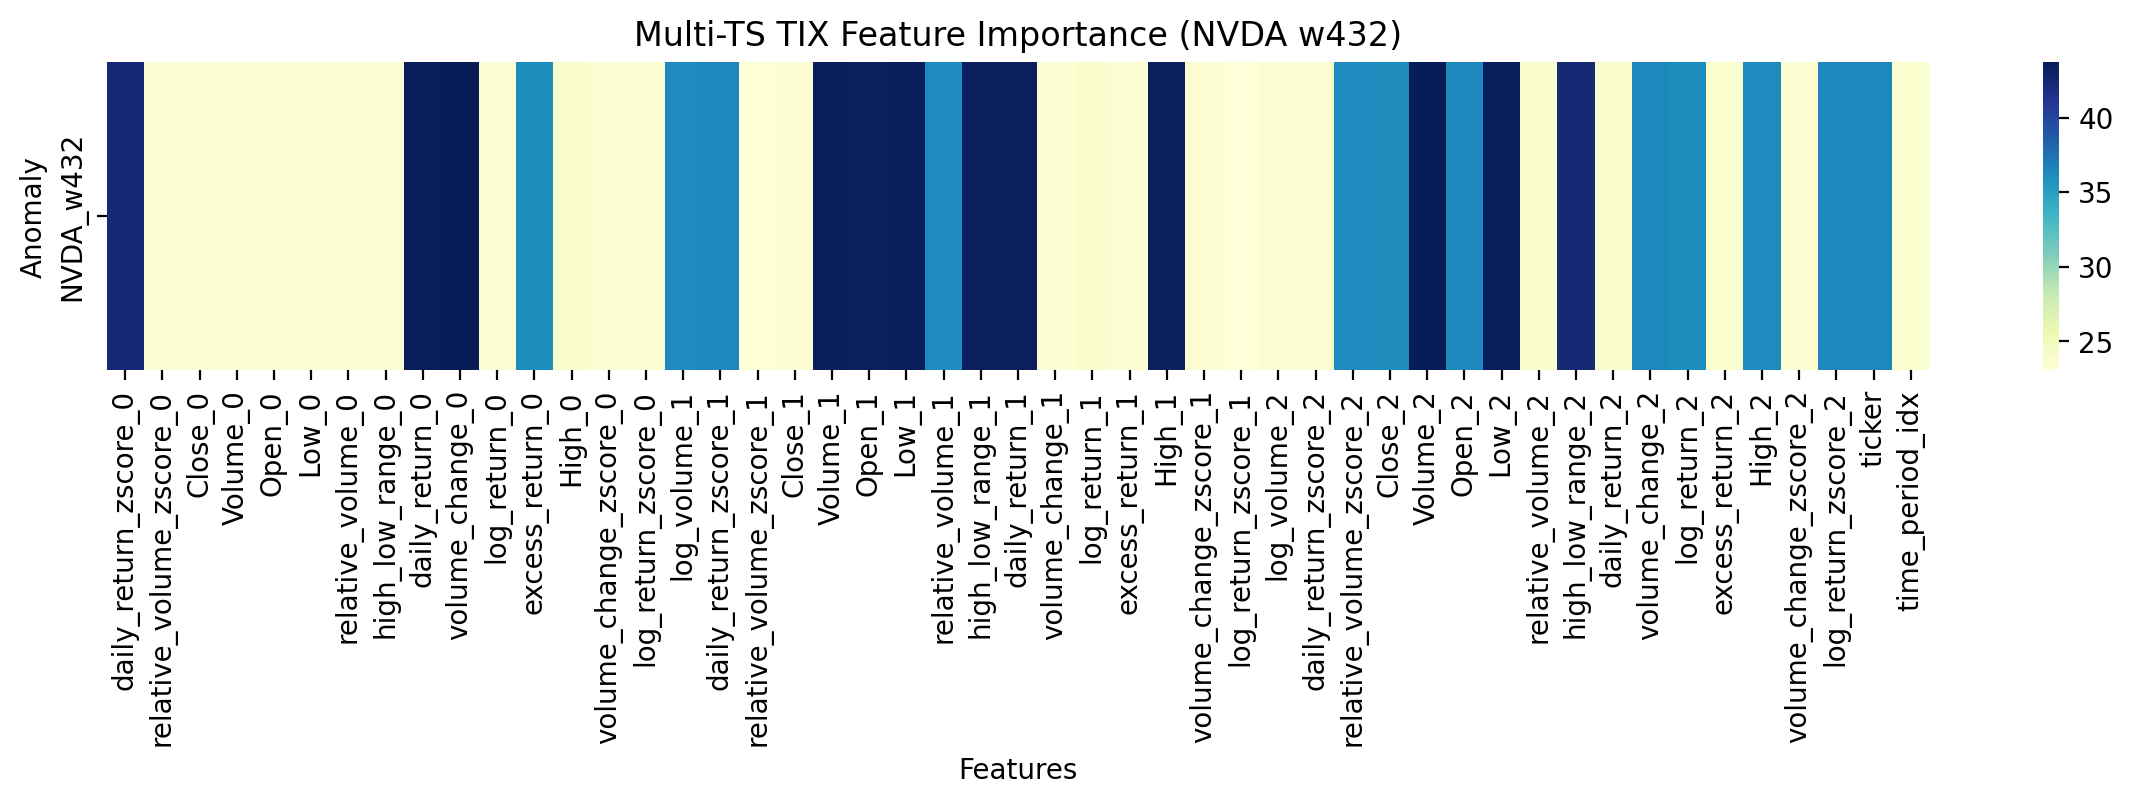 Multi-TS TIX Feature Importance (NVDA w432)
Anomaly
NVDA_w432
40
35
30
25
daily_return_zscore_0
relative_volume_zscore_0
Close_0
Volume_0
Open_0
Low_0
relative_volume_0
high_low_range_0
daily_return_0
volume_change_0
log_return_0
excess_return_0
High_0
volume_change_zscore_0
log_return_zscore_0
log_volume_1
daily_return_zscore_1
relative_volume_zscore_1
Close_1
Volume_1
Open_1
Low_1
relative_volume_1
high_low_range_1
daily_return_1
volume_change_1
log_return_1
excess_return_1
High_1
volume_change_zscore_1
log_return_zscore_1
log_volume_2
daily_return_zscore_2
relative_volume_zscore_2
Close_2
Volume_2
Open_2
Low_2
relative_volume_2
high_low_range_2
daily_return_2
volume_change_2
log_return_2
excess_return_2
High_2
volume_change_zscore_2
log_return_zscore_2
ticker
time_period_idx
Features